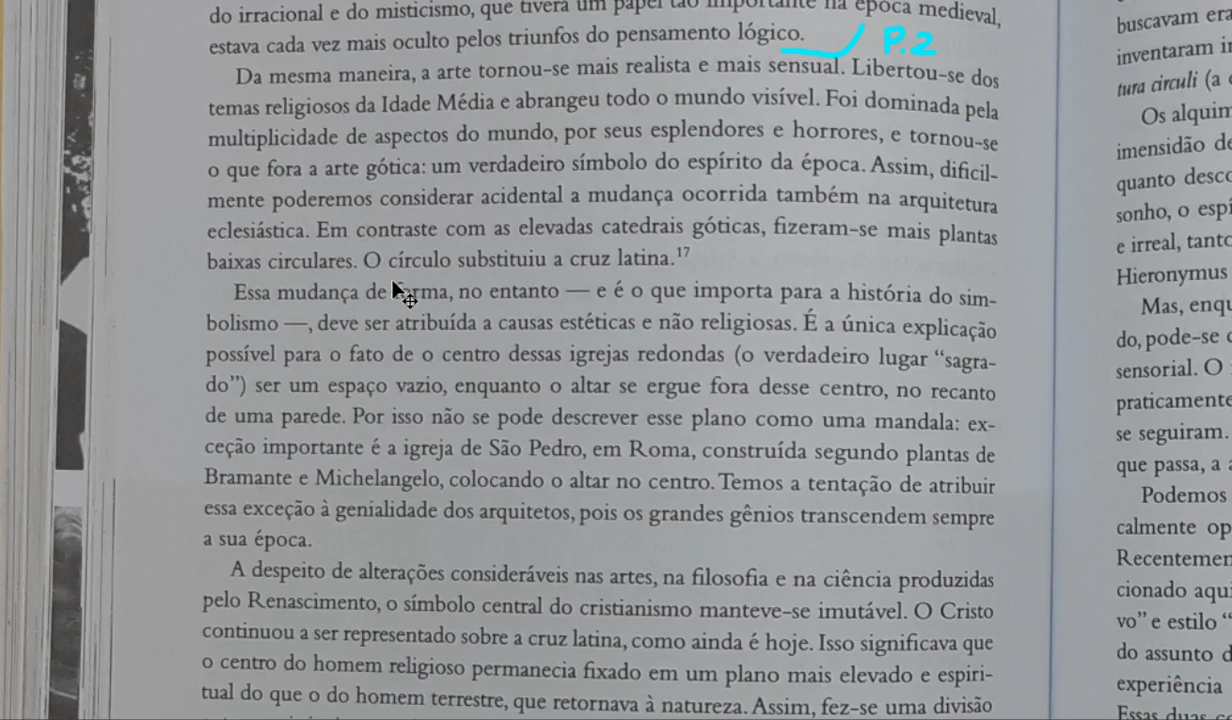 do irracional e do misticismo, que tivera um papel tão importante na época medieval,
estava cada vez mais oculto pelos triunfos do pensamento lógico.
P.2
Da mesma maneira, a arte tornou-se mais realista e mais sensual. Libertou-se dos
temas religiosos da Idade Média e abrangeu todo o mundo visível. Foi dominada pela
multiplicidade de aspectos do mundo, por seus esplendores e horrores, e tornou-se
o que fora a arte gótica: um verdadeiro símbolo do espírito da época. Assim, dificil-
mente poderemos considerar acidental a mudança ocorrida também na arquitetura
eclesiástica. Em contraste com as elevadas catedrais góticas, fizeram-se mais plantas
baixas circulares. O círculo substituiu a cruz latina.17
Essa mudança de forma, no entanto — e é o que importa para a história do sim-
bolismo —, deve ser atribuída a causas estéticas e não religiosas. É a única explicação
possível para o fato de o centro dessas igrejas redondas (o verdadeiro lugar “sagra-
do”) ser um espaço vazio, enquanto o altar se ergue fora desse centro, no recanto
de uma parede. Por isso não se pode descrever esse plano como uma mandala: ex-
ceção importante é a igreja de São Pedro, em Roma, construída segundo plantas de
Bramante e Michelangelo, colocando o altar no centro. Temos a tentação de atribuir
essa exceção à genialidade dos arquitetos, pois os grandes gênios transcendem sempre
a sua época.
A despeito de alterações consideráveis nas artes, na filosofia e na ciência produzidas
pelo Renascimento, o símbolo central do cristianismo manteve-se imutável. O Cristo
continuou a ser representado sobre a cruz latina, como ainda é hoje. Isso significava que
o centro do homem religioso permanecia fixado em um plano mais elevado e espiri-
tual do que o do homem terrestre, que retornava à natureza. Assim, fez-se uma divisão
buscavam
inventaram
tura circuli (a
Os
imensidão
quanto
sonho, o
e irreal,
Hieronymus
Mas,
do, pode-se
sensorial. O
praticamente
se seguiram.
que passa, a
Podemos
calmente
cionado
vo” e estilo
do assunto
experiência
Essas duas